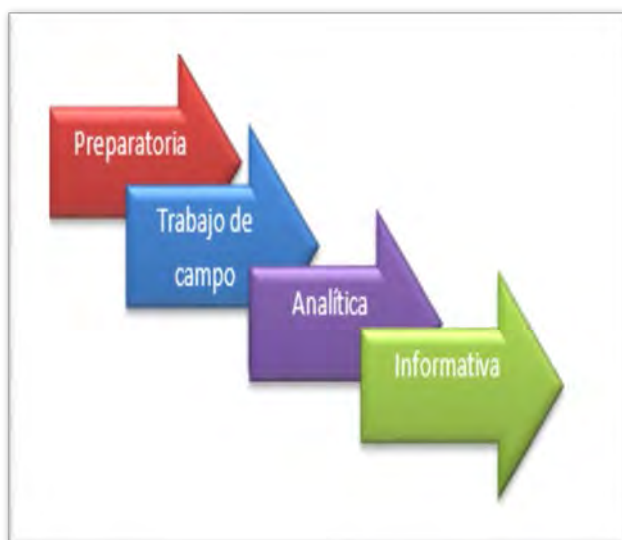 Preparatoria
Trabajo de
campo
Analítica
Informativa